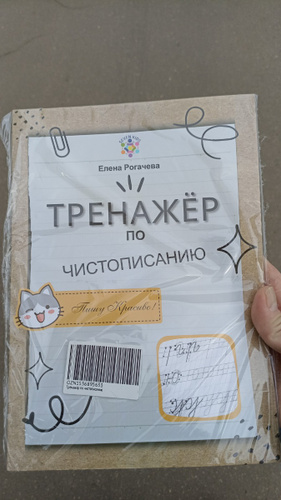 Елена Рогачева
ТРЕНАЖЁР
ПО
ЧИСТОПИСАНИЮ
Пишу Красиво!